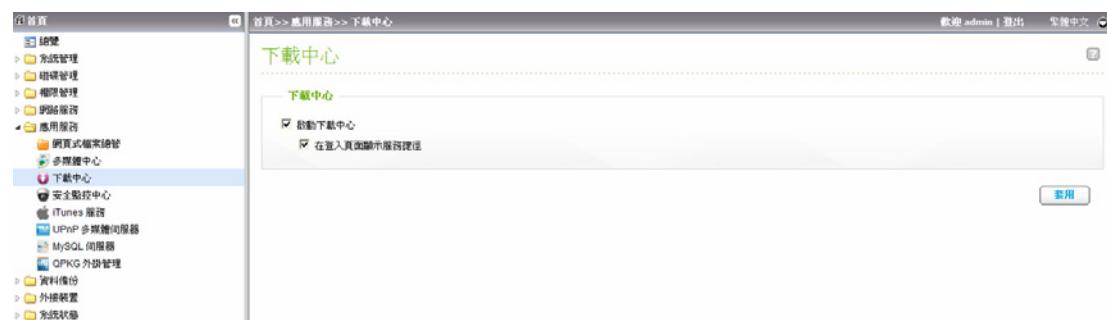 首頁
首頁>> 應用服務>> 下載中心
歡迎 admin | 登出
繁體中文
總覽
系統管理
磁碟管理
權限管理
網路服務
應用服務
網頁式檔案總管
多媒體中心
下載中心
安全監控中心
iTunes 服務
UPnP 多媒體伺服器
MySQL 伺服器
QPKG 外掛管理
資料備份
外接裝置
系統狀態
下載中心
下載中心
啟動下載中心
在登入頁面顯示服務捷徑
套用